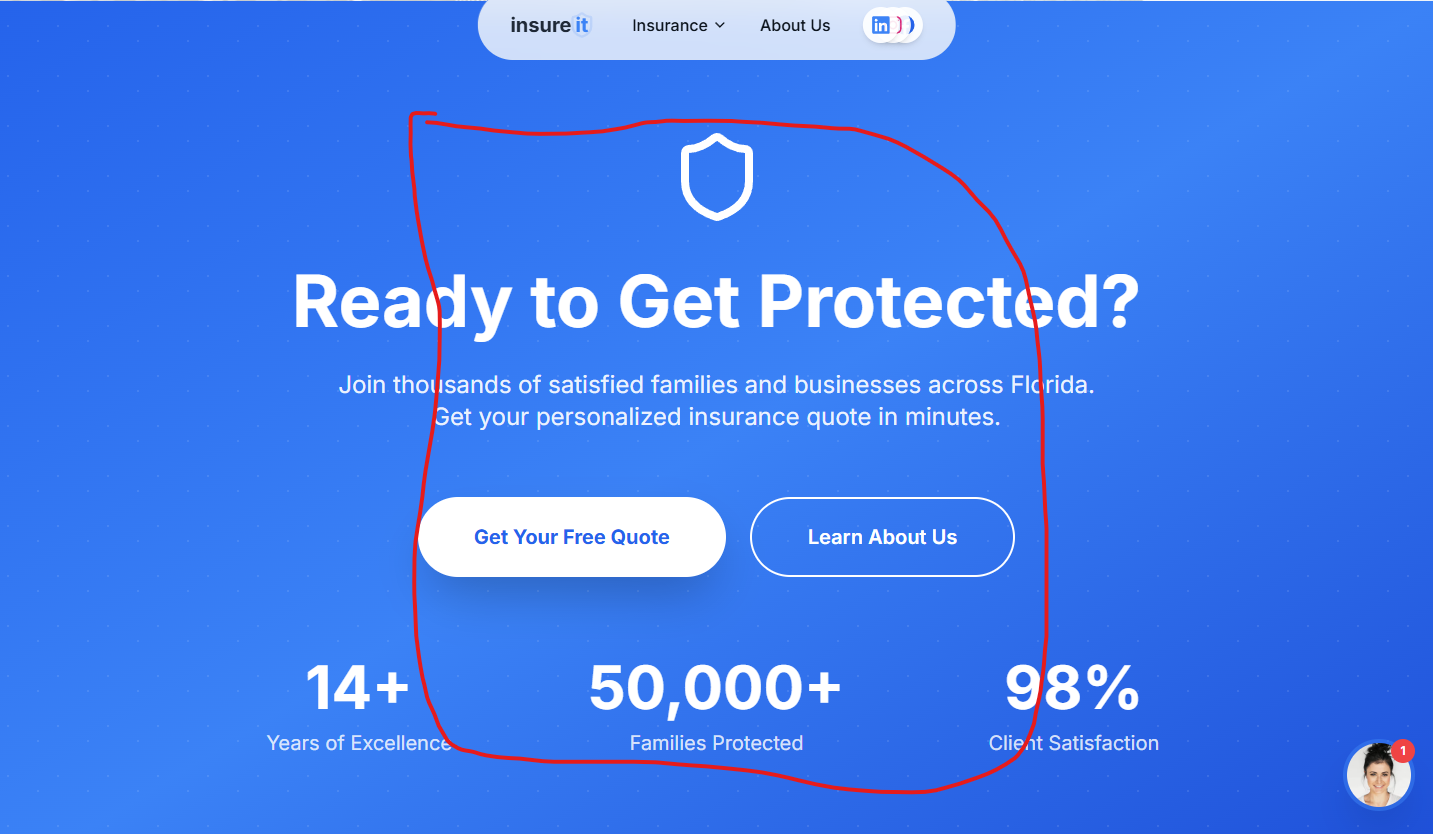 insure it
Insurance
About Us
in
Ready to Get Protected?
Join thousands of satisfied families and businesses across Florida.
Get your personalized insurance quote in minutes.
Get Your Free Quote
Learn About Us
14+
50,000+
98%
Years of Excellence
Families Protected
Client Satisfaction
1